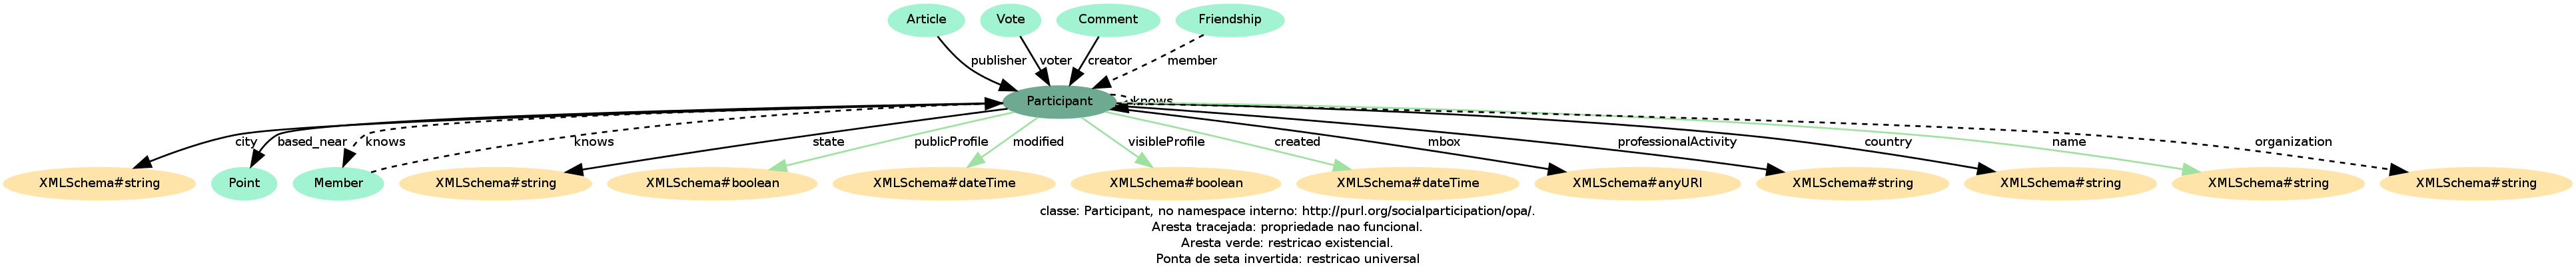 Article Vote Comment Friendship
publisher voter creator member
Participant knows
city based_near knows knows state publicProfile modified visibleProfile created mbox professionalActivity country name organization
XMLSchema#string Point Member XMLSchema#string XMLSchema#boolean XMLSchema#dateTime XMLSchema#boolean XMLSchema#dateTime XMLSchema#anyURI XMLSchema#string XMLSchema#string XMLSchema#string XMLSchema#string
classe: Participant, no namespace interno: http://purl.org/socialparticipation/opa/.
Aresta tracejada: propriedade nao funcional.
Aresta verde: restricao existencial.
Ponta de seta invertida: restricao universal